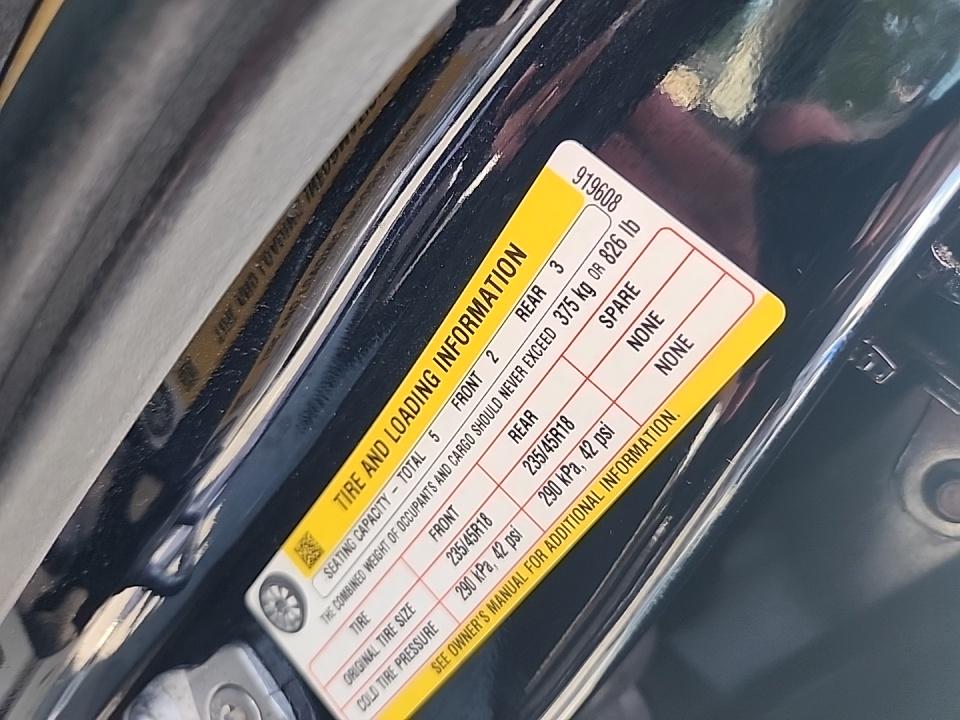 919608
TIRE AND LOADING INFORMATION
SEATING CAPACITY – TOTAL 5 FRONT 2 REAR 3
THE COMBINED WEIGHT OF OCCUPANTS AND CARGO SHOULD NEVER EXCEED 375 kg OR 826 lb
TIRE FRONT REAR SPARE
ORIGINAL TIRE SIZE 235/45R18 235/45R18 NONE
COLD TIRE PRESSURE 290 kPa, 42 psi 290 kPa, 42 psi NONE
SEE OWNER'S MANUAL FOR ADDITIONAL INFORMATION.